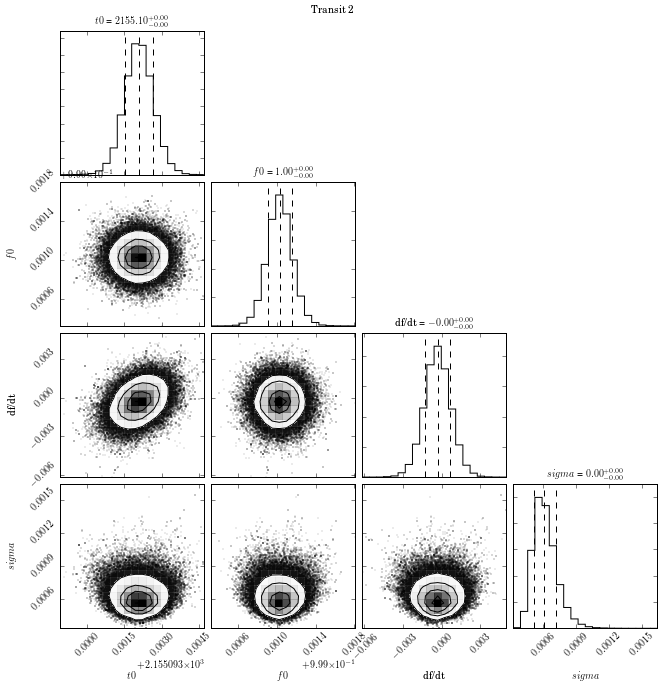 Transit 2
t0 = 2155.10+0.00−0.00
0.0018
f0 = 1.00+0.00−0.00
0.0014
f0
0.0010
0.0006
df/dt = −0.00+0.00−0.00
0.003
0.000
df/dt
−0.003
−0.006
sigma = 0.00+0.00−0.00
0.0015
0.0012
sigma
0.0009
0.0006
0.0000 0.0015 0.0030 0.0045 0.0006 0.0010 0.0014 0.0018 −0.006 −0.003 0.000 0.003 0.0006 0.0009 0.0012 0.0015
+2.155093×10³ +9.99×10⁻¹
t0 f0 df/dt sigma